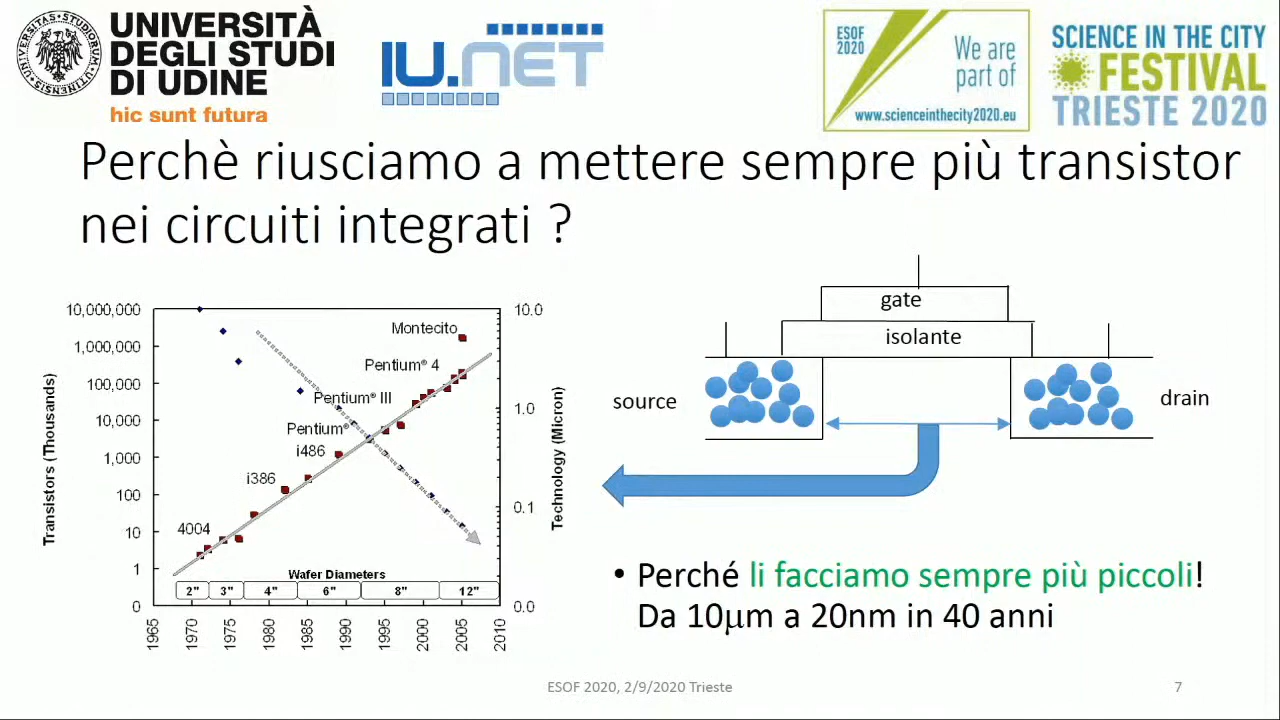 UNIVERSITÀ
DEGLI STUDI
DI UDINE
hic sunt futura
IU.NET
ESOF
2020
We are
part of
www.scienceinthecity2020.eu
SCIENCE IN THE CITY
FESTIVAL
TRIESTE 2020
Perchè riusciamo a mettere sempre più transistor
nei circuiti integrati ?
Transistors (Thousands)
10,000,000
1,000,000
100,000
10,000
1,000
100
10
1
0
Montecito
Pentium® 4
Pentium® III
Pentium®
i486
i386
4004
Wafer Diameters
2" 3" 4" 6" 8" 12"
10.0
1.0
0.1
0.0
Technology (Micron)
1965 1970 1975 1980 1985 1990 1995 2000 2005 2010
gate
isolante
source
drain
• Perché li facciamo sempre più piccoli!
Da 10μm a 20nm in 40 anni
ESOF 2020, 2/9/2020 Trieste
7